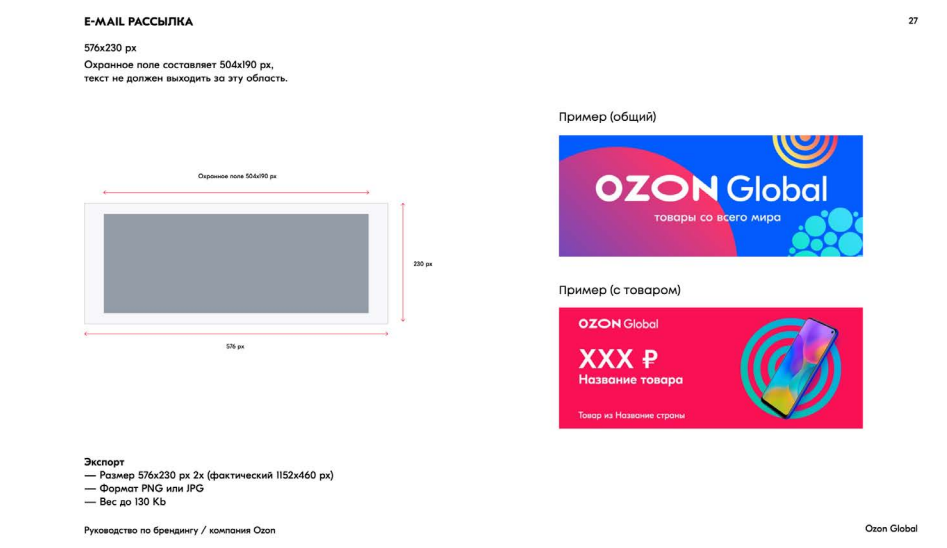 E-MAIL РАССЫЛКА
27
576x230 px
Охранное поле составляет 504x190 px,
текст не должен выходить за эту область.
Охранное поле 504x190 px
230 px
576 px
Пример (общий)
OZON Global
товары со всего мира
Пример (с товаром)
OZON Global
XXX ₽
Название товара
Товар из Название страны
Экспорт
— Размер 576x230 px 2x (фактический 1152x460 px)
— Формат PNG или JPG
— Вес до 130 Kb
Руководство по брендингу / компания Ozon
Ozon Global